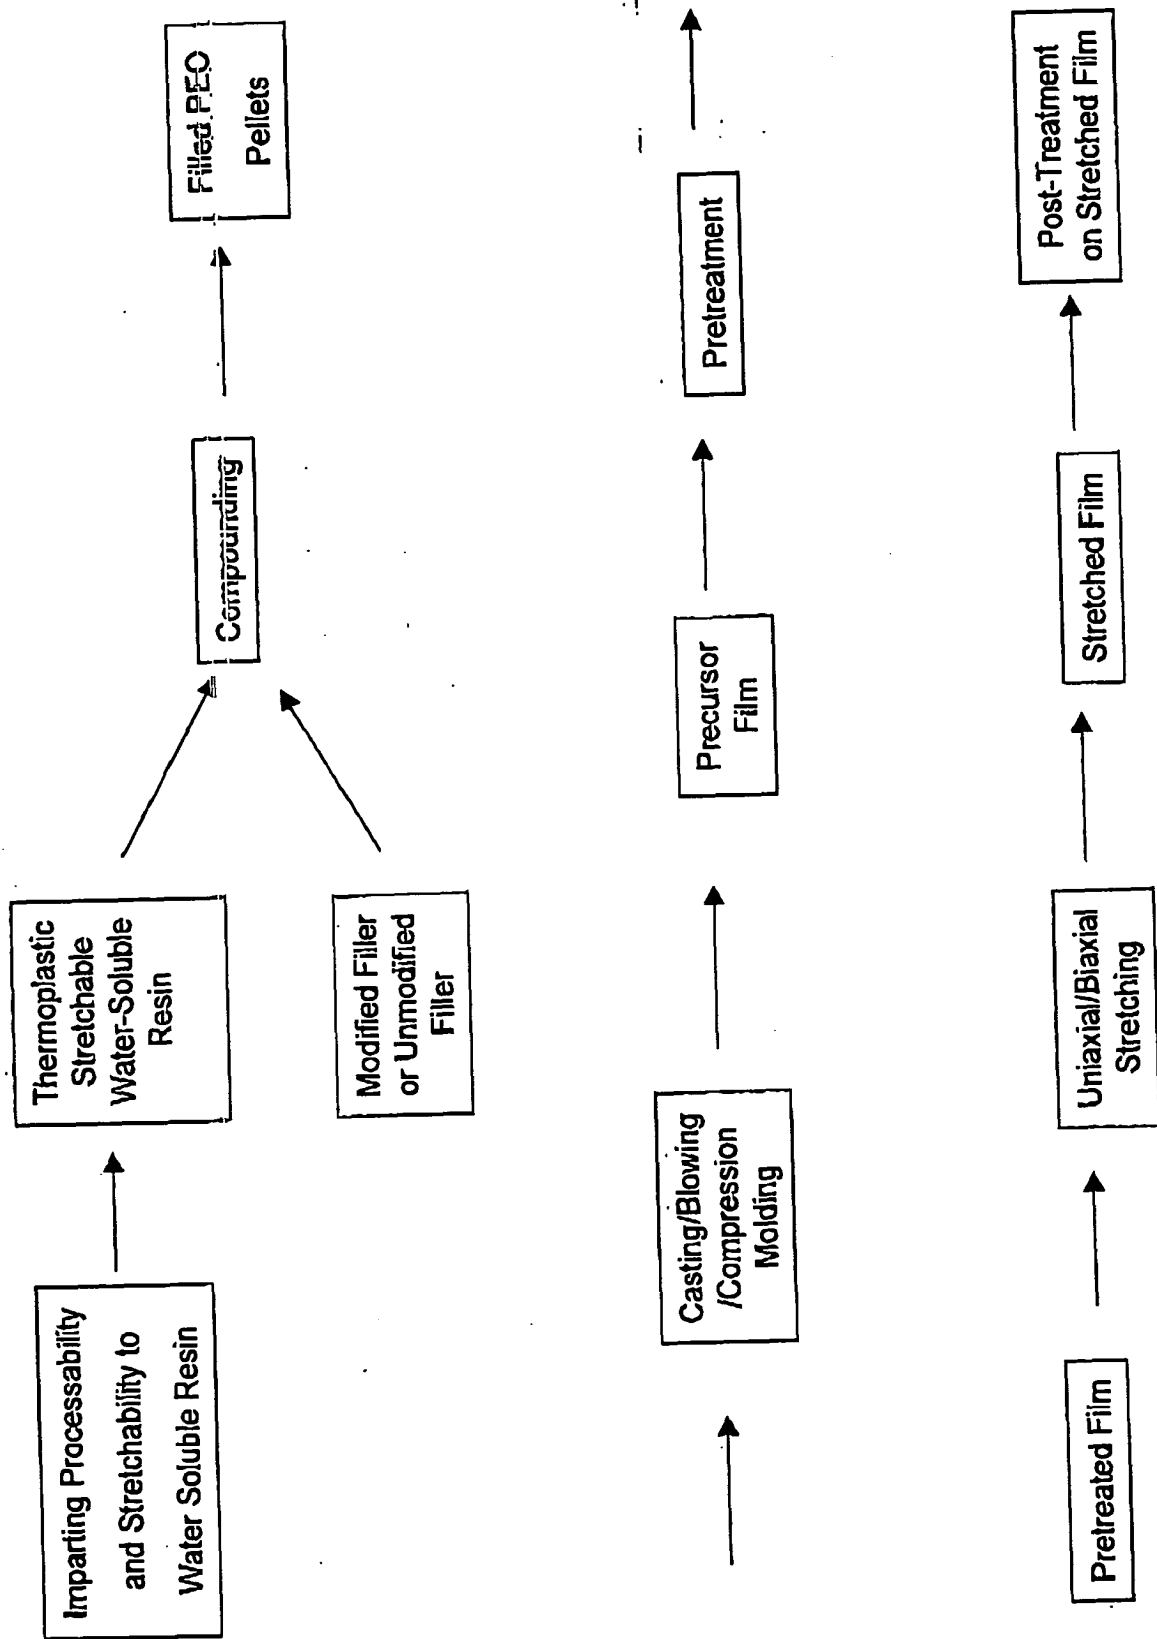 Imparting Processability
and Stretchability to
Water Soluble Resin
Thermoplastic
Stretchable
Water-Soluble
Resin
Modified Filler
or Unmodified
Filler
Compounding
Filled PEO
Pellets
Casting/Blowing
/Compression
Molding
Precursor
Film
Pretreatment
Pretreated Film
Uniaxial/Biaxial
Stretching
Stretched Film
Post-Treatment
on Stretched Film